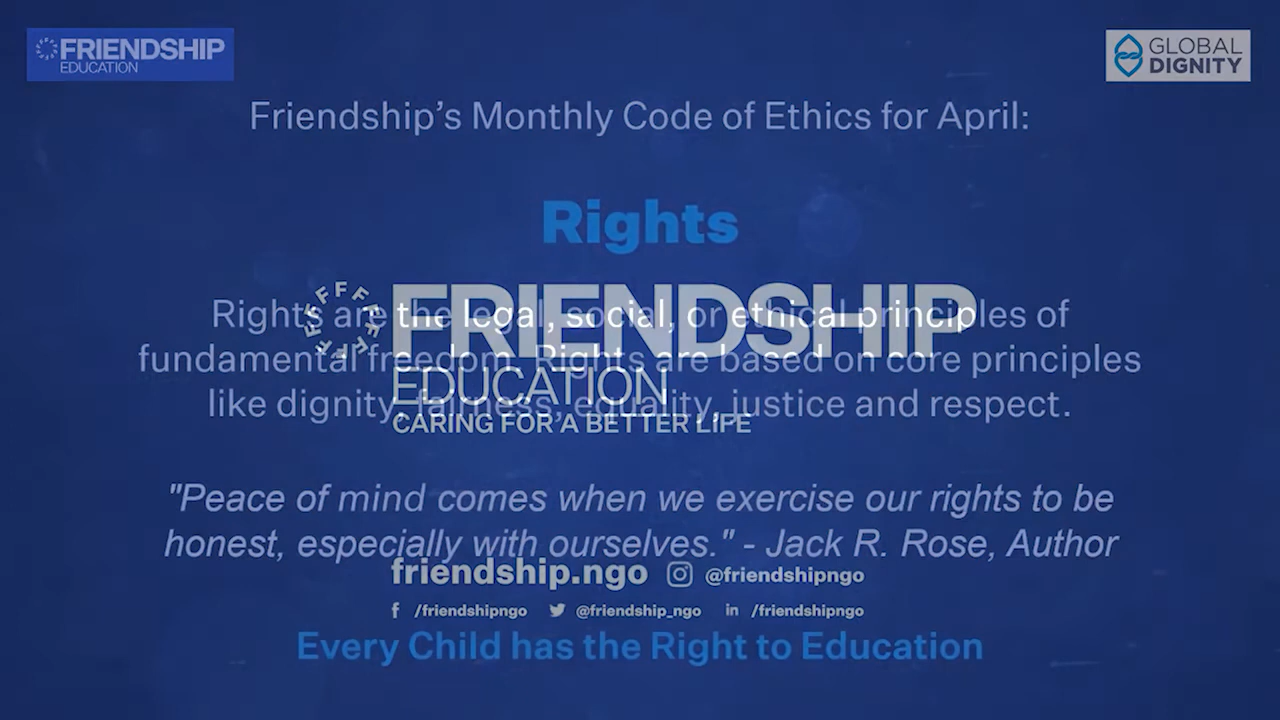 FRIENDSHIP
EDUCATION
GLOBAL
DIGNITY
Friendship's Monthly Code of Ethics for April:
Rights
Rights are the legal, social, or ethical principles of
fundamental freedom. Rights are based on core principles
like dignity, fairness, equality, justice and respect.
FFFFFFFF
FRIENDSHIP
EDUCATION
CARING FOR A BETTER LIFE
"Peace of mind comes when we exercise our rights to be
honest, especially with ourselves." - Jack R. Rose, Author
friendship.ngo @friendshipngo
f /friendshipngo @friendship_ngo in /friendshipngo
Every Child has the Right to Education